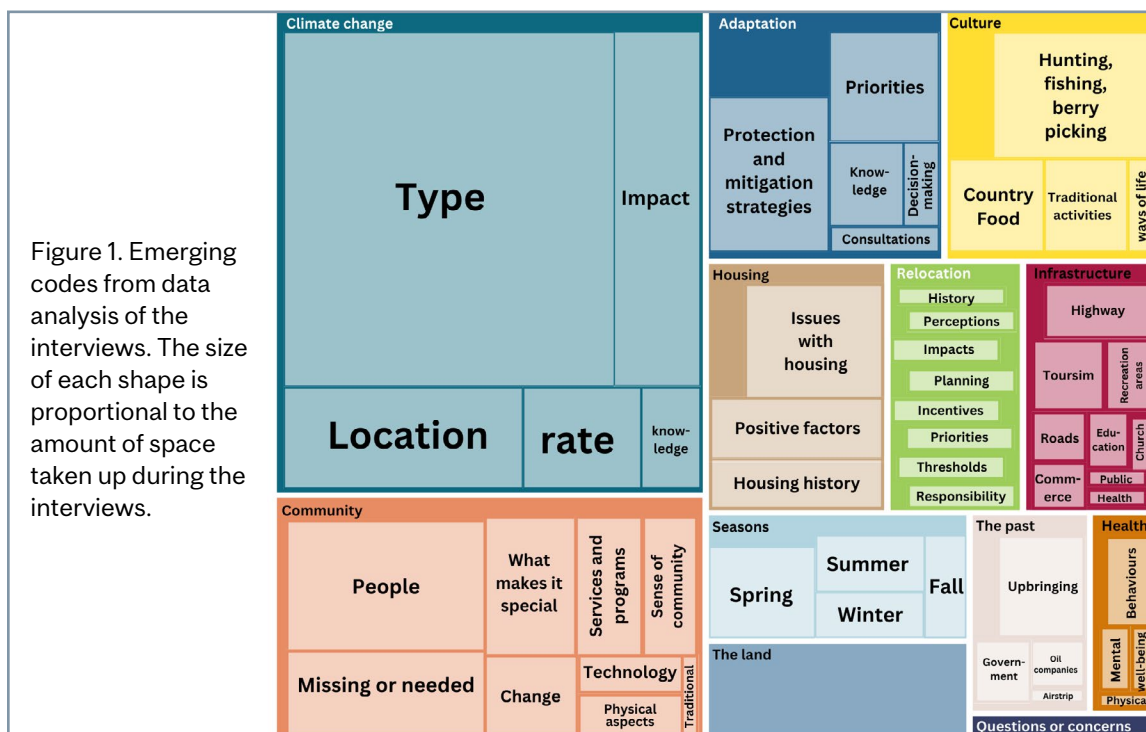 Figure 1. Emerging
codes from data
analysis of the
interviews. The size
of each shape is
proportional to the
amount of space
taken up during the
interviews.
Climate change
Type
Impact
Location
rate
know-
ledge
Community
People
What
makes it
special
Services and
programs
Sense of
community
Missing or needed
Change
Technology
Physical
aspects
Traditional
Adaptation
Priorities
Protection
and
mitigation
strategies
Know-
ledge
Decision-
making
Consultations
Culture
Hunting,
fishing,
berry
picking
Country
Food
Traditional
activities
ways of life
Housing
Issues
with
housing
Positive factors
Housing history
Relocation
History
Perceptions
Impacts
Planning
Incentives
Priorities
Thresholds
Responsibility
Infrastructure
Highway
Toursim
Recreation
areas
Roads
Edu-
cation
Church
Comm-
erce
Public
Health
Seasons
Spring
Summer
Winter
Fall
The land
The past
Upbringing
Govern-
ment
Oil
companies
Airstrip
Health
Behaviours
Mental
well-being
Physical
Questions or concerns